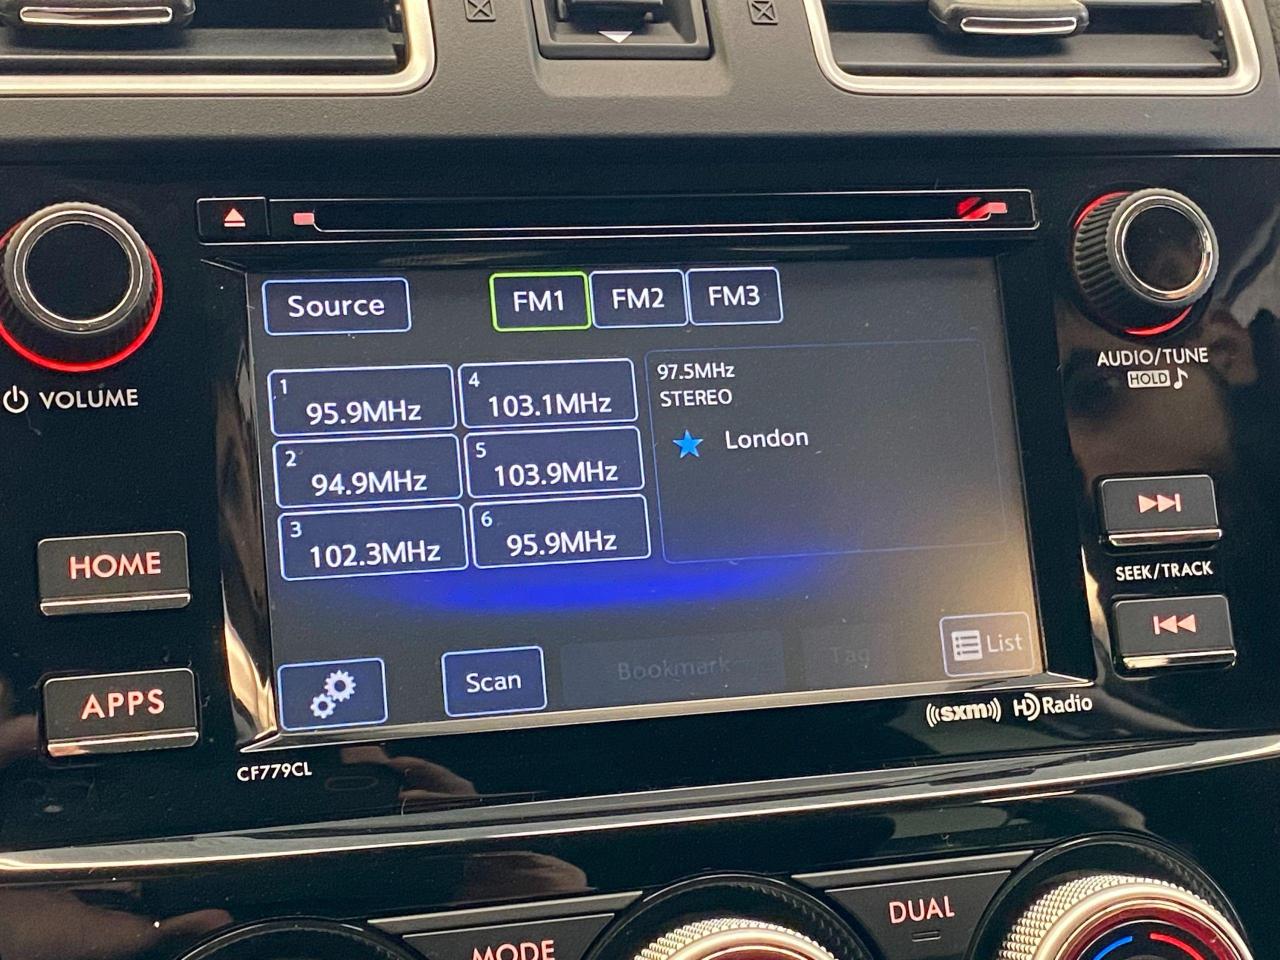 Source
FM1
FM2
FM3
1
95.9MHz
4
103.1MHz
2
94.9MHz
5
103.9MHz
3
102.3MHz
6
95.9MHz
97.5MHz
STEREO
London
Scan
Bookmark
Tag
List
VOLUME
HOME
APPS
CF779CL
AUDIO/TUNE
HOLD
SEEK/TRACK
((sxm))
HD Radio
MODE
DUAL